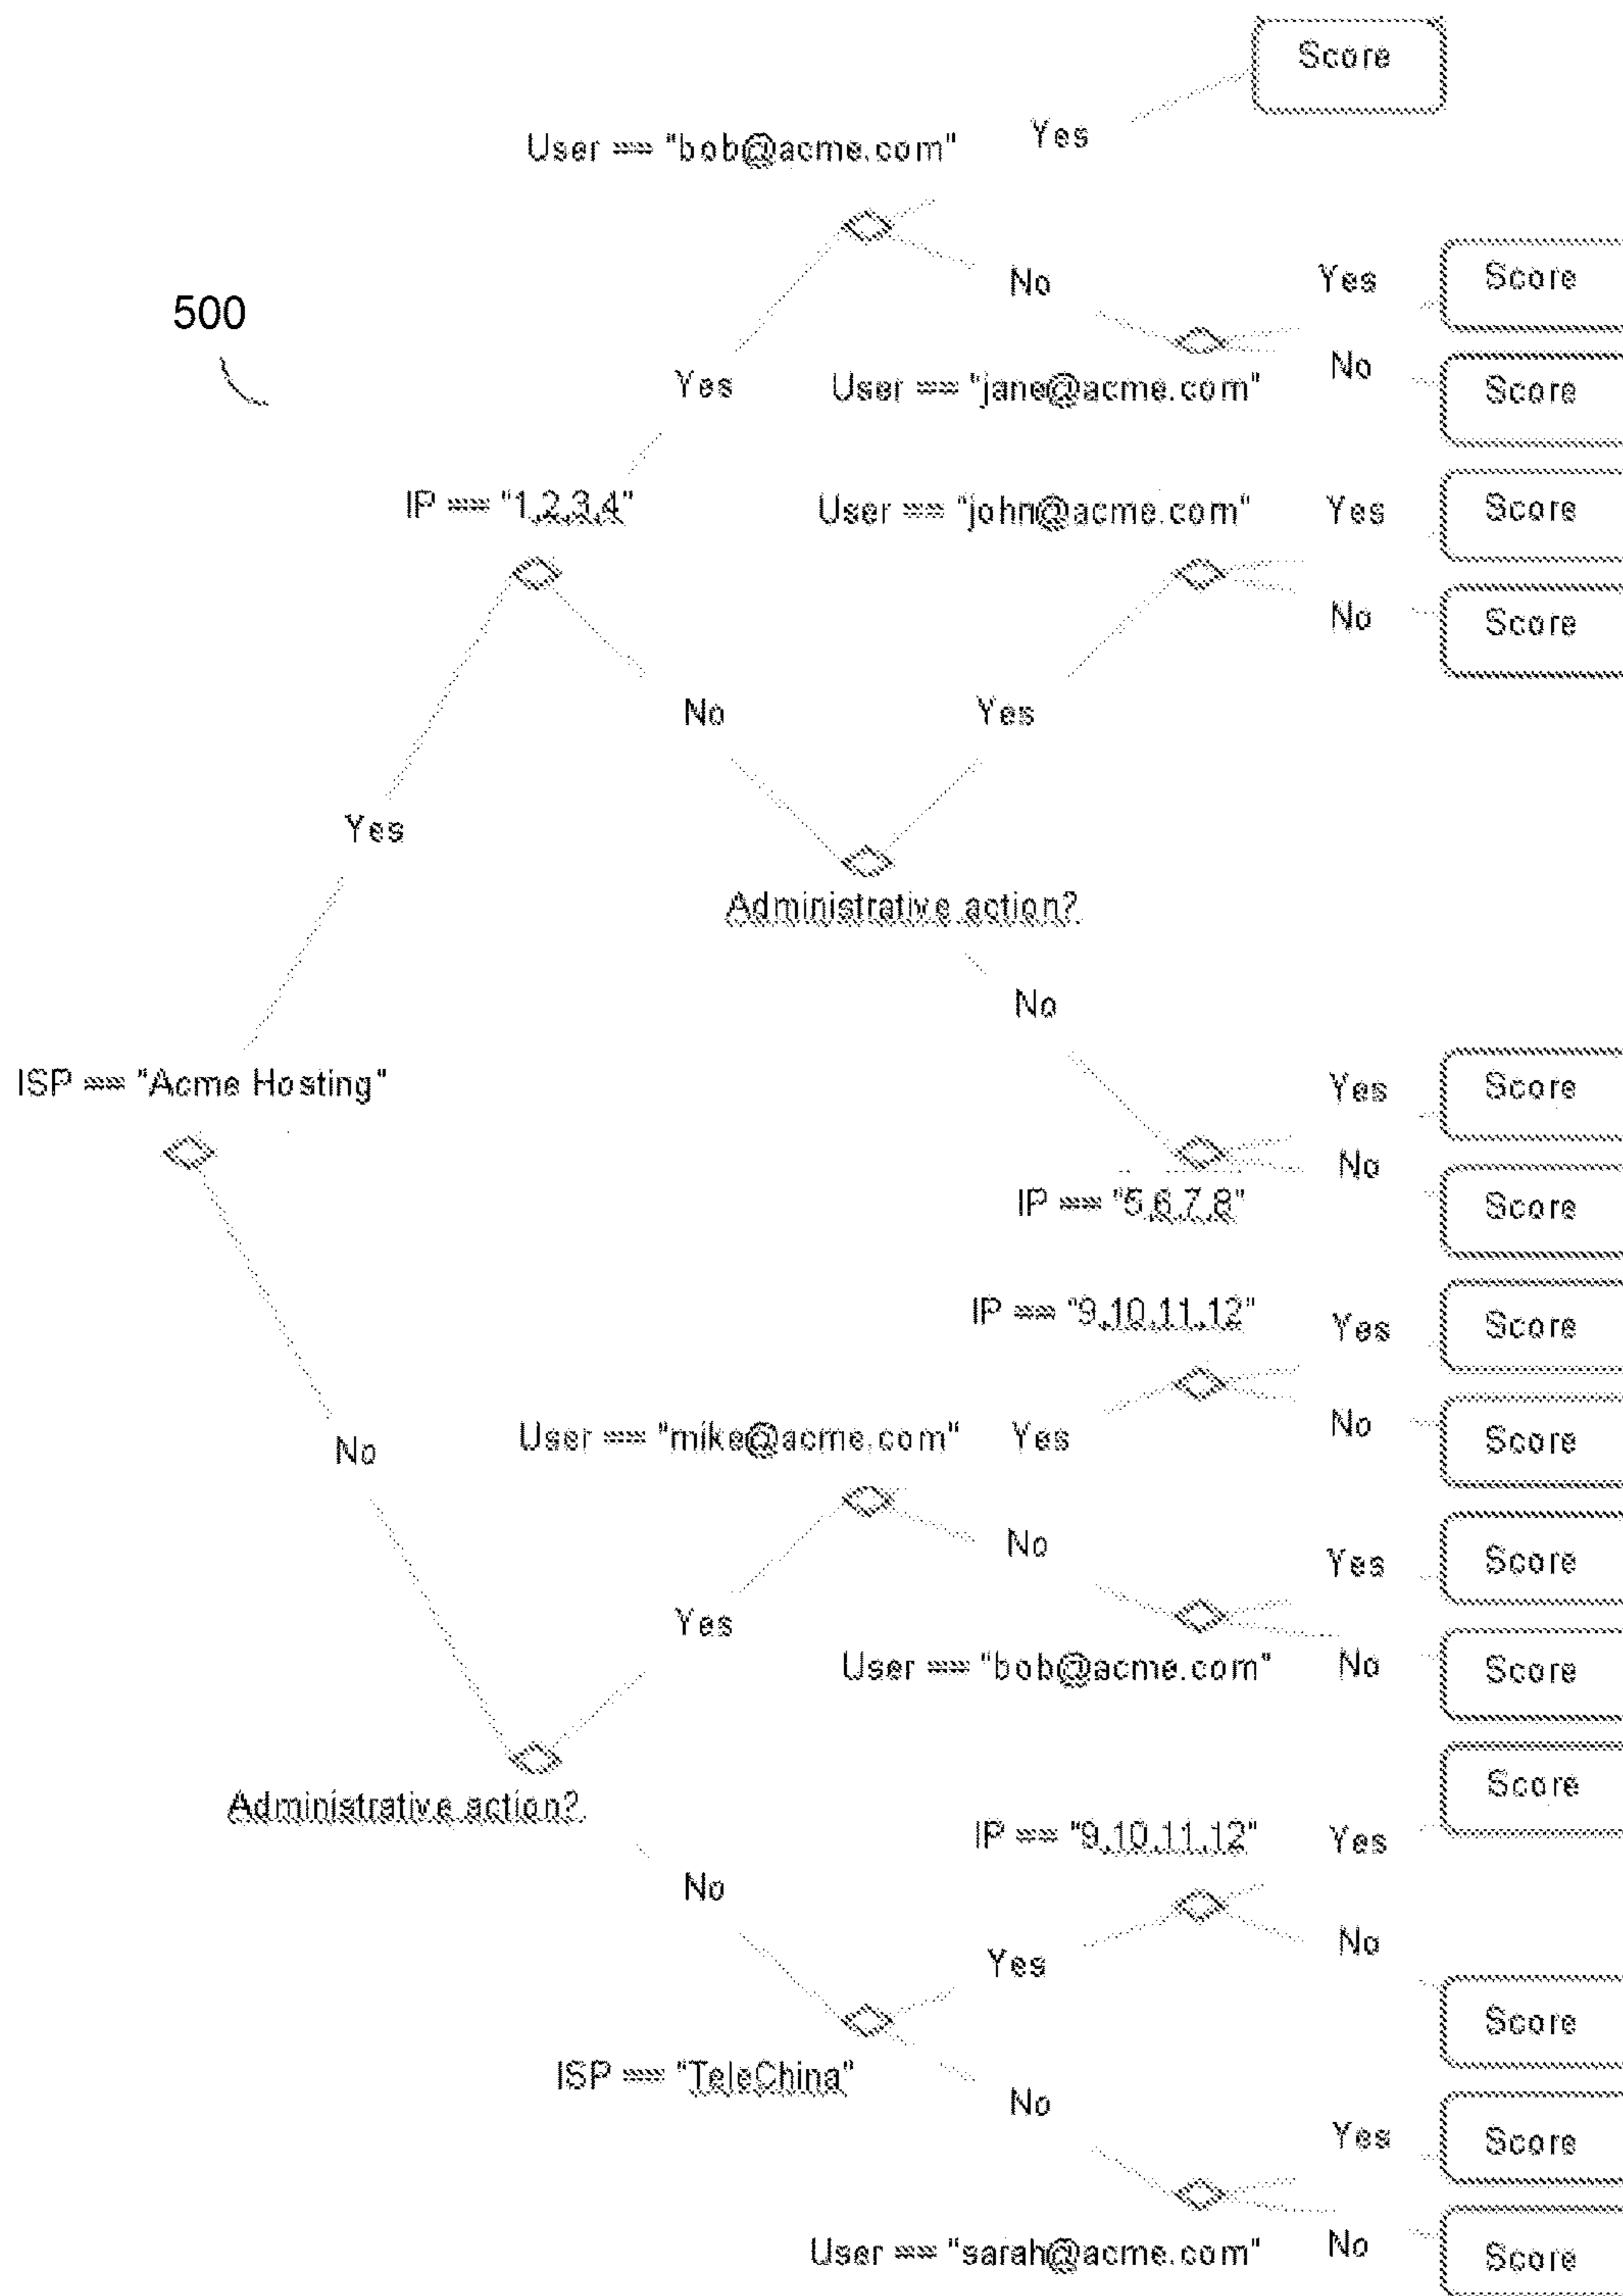 Score
User == "bob@acme.com"
Yes
No
Yes
Score
500
Yes
User == "jane@acme.com"
No
Score
IP == "1.2.3.4"
User == "john@acme.com"
Yes
Score
No
Score
No
Yes
Yes
Administrative action?
No
ISP == "Acme Hosting"
Yes
Score
No
IP == "5.6.7.8"
Score
IP == "9.10.11.12"
Yes
Score
No
User == "mike@acme.com"
Yes
No
Score
No
Yes
Score
Yes
User == "bob@acme.com"
No
Score
Administrative action?
Score
IP == "9.10.11.12"
Yes
No
Yes
No
Score
ISP == "TeleChina"
No
Yes
Score
User == "sarah@acme.com"
No
Score